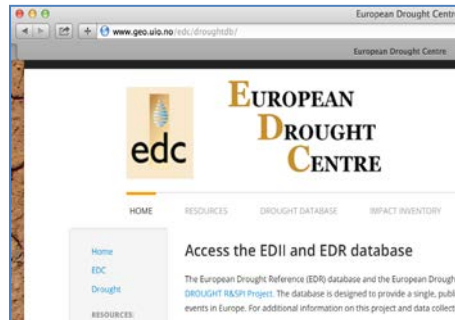 European Drought Centre
www.geo.uio.no/edc/droughtdb/
European Drought Centre
edc
EUROPEAN
DROUGHT
CENTRE
HOME RESOURCES DROUGHT DATABASE IMPACT INVENTORY
Home
EDC
Drought
RESOURCES:
Access the EDII and EDR database
The European Drought Reference (EDR) database and the European Drough
DROUGHT R&SPI Project. The database is designed to provide a single, publi
events in Europe. For additional information on this project and data collect